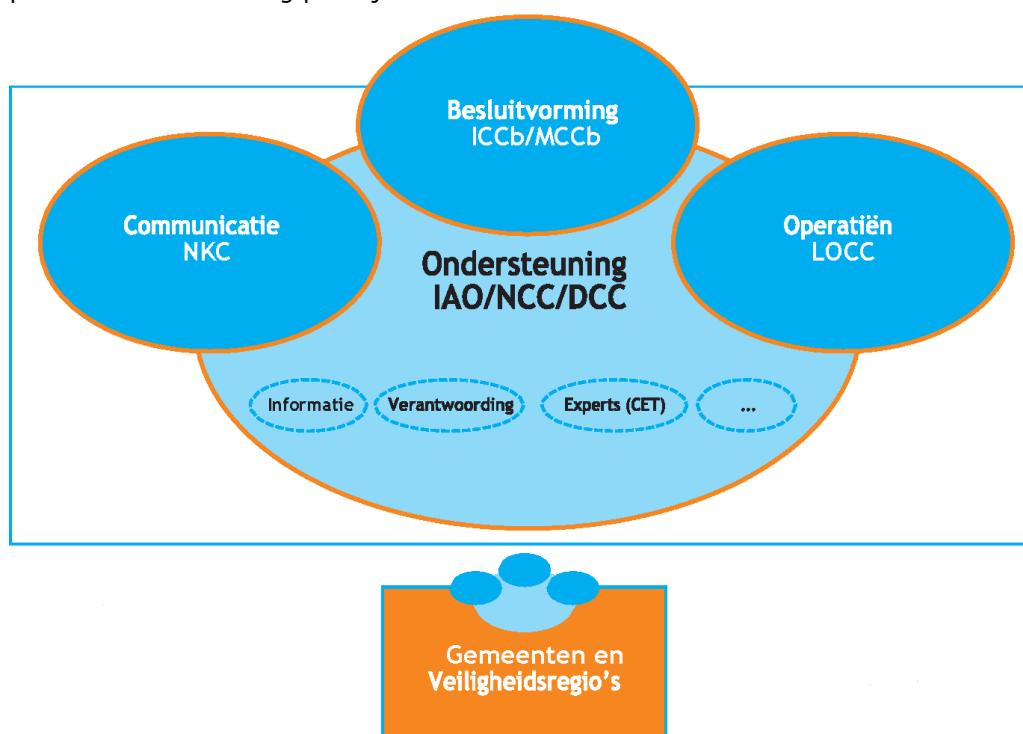 Besluitvorming
ICCb/MCCb
Communicatie
NKC
Operatiën
LOCC
Ondersteuning
IAO/NCC/DCC
Informatie
Verantwoording
Experts (CET)
...
Gemeenten en
Veiligheidsregio's